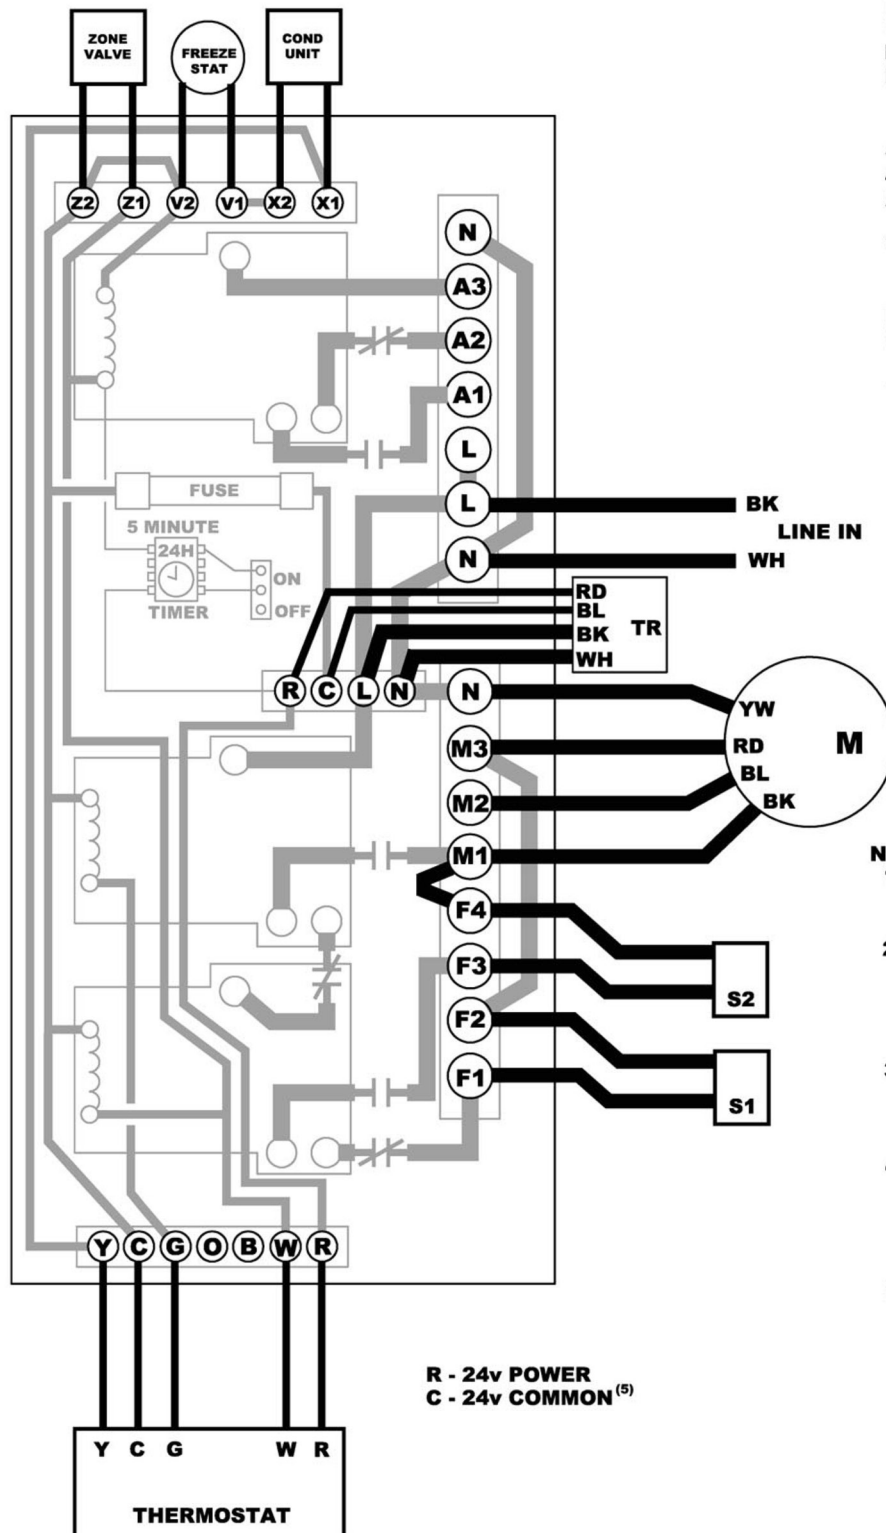 ZONE VALVE
FREEZE STAT
COND UNIT
Z2 Z1 V2 V1 X2 X1
N
A3
A2
A1
L
L BK
LINE IN
N WH
FUSE
5 MINUTE
24H
TIMER
ON
OFF
RD
BL
BK
WH
TR
R C L N
N
M3
M2
M1
F4
F3
F2
F1
YW
RD
BL
BK
M
N
2
S2
S1
Y C G O B W R
R - 24v POWER
C - 24v COMMON (5)
Y C G W R
THERMOSTAT